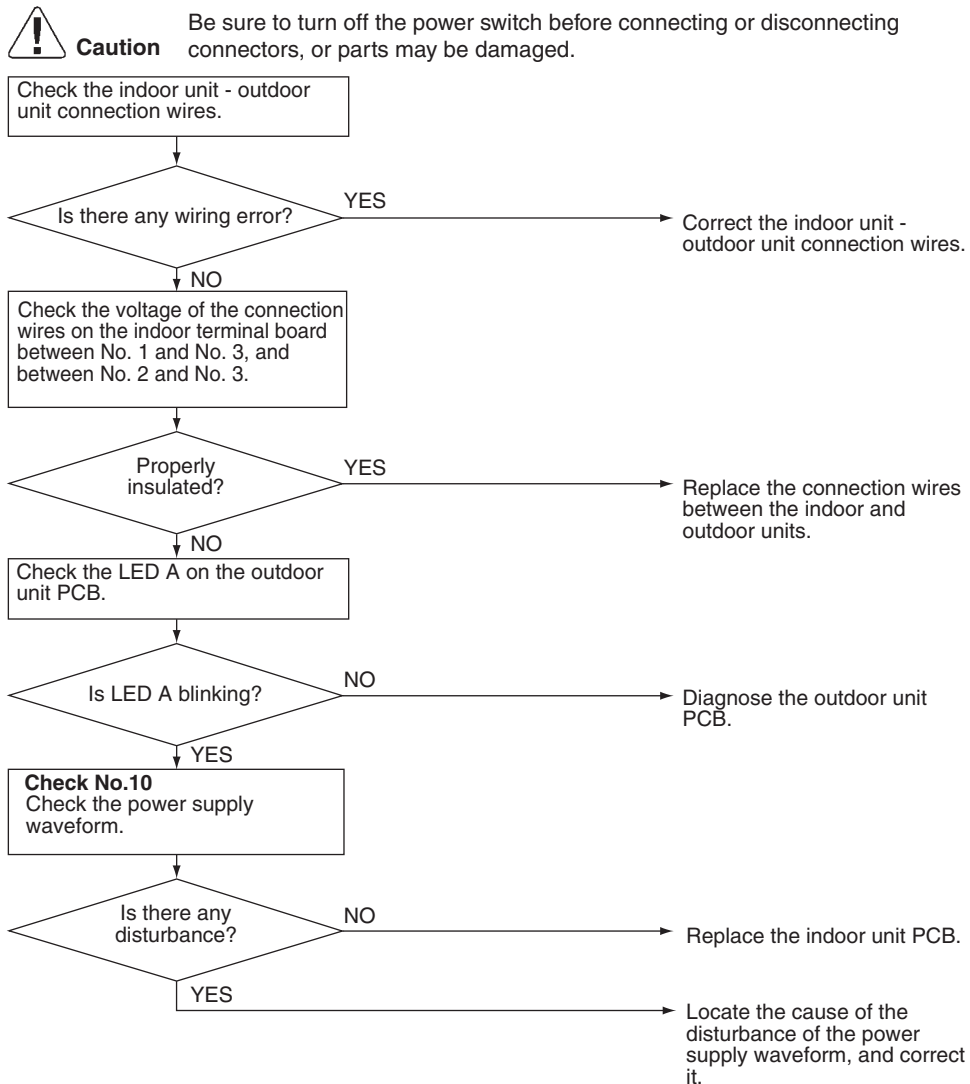 Be sure to turn off the power switch before connecting or disconnecting
Caution connectors, or parts may be damaged.
Check the indoor unit - outdoor
unit connection wires.
Is there any wiring error?
YES
Correct the indoor unit -
outdoor unit connection wires.
NO
Check the voltage of the connection
wires on the indoor terminal board
between No. 1 and No. 3, and
between No. 2 and No. 3.
Properly
insulated?
YES
Replace the connection wires
between the indoor and
outdoor units.
NO
Check the LED A on the outdoor
unit PCB.
Is LED A blinking?
NO
Diagnose the outdoor unit
PCB.
YES
Check No.10
Check the power supply
waveform.
Is there any
disturbance?
NO
Replace the indoor unit PCB.
YES
Locate the cause of the
disturbance of the power
supply waveform, and correct
it.